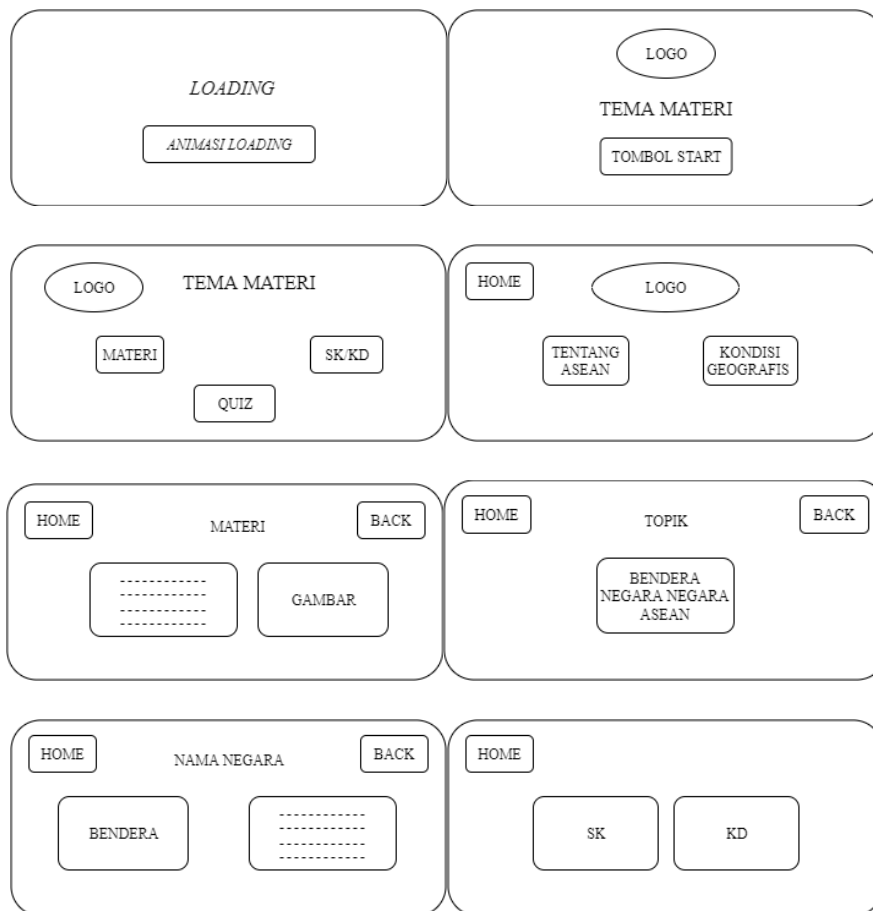 LOADING
ANIMASI LOADING
LOGO
TEMA MATERI
TOMBOL START
LOGO
TEMA MATERI
MATERI
SK/KD
QUIZ
HOME
LOGO
TENTANG
ASEAN
KONDISI
GEOGRAFIS
HOME
MATERI
BACK
GAMBAR
HOME
TOPIK
BACK
BENDERA
NEGARA NEGARA
ASEAN
HOME
NAMA NEGARA
BACK
BENDERA
HOME
SK
KD